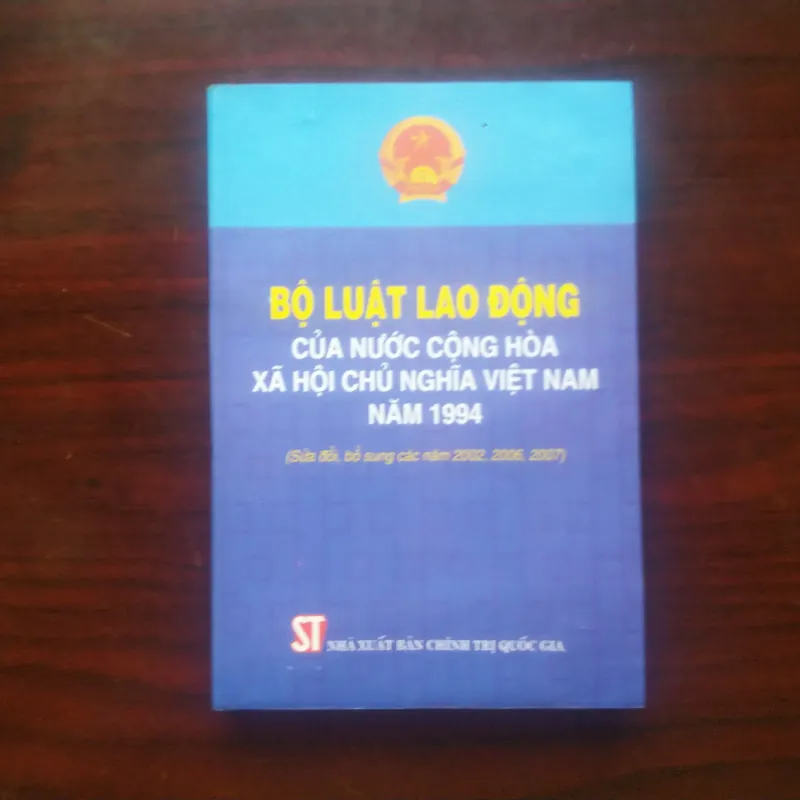 BỘ LUẬT LAO ĐỘNG
CỦA NƯỚC CỘNG HÒA
XÃ HỘI CHỦ NGHĨA VIỆT NAM
NĂM 1994
(Sửa đổi, bổ sung các năm 2002, 2006, 2007)
ST NHÀ XUẤT BẢN CHÍNH TRỊ QUỐC GIA